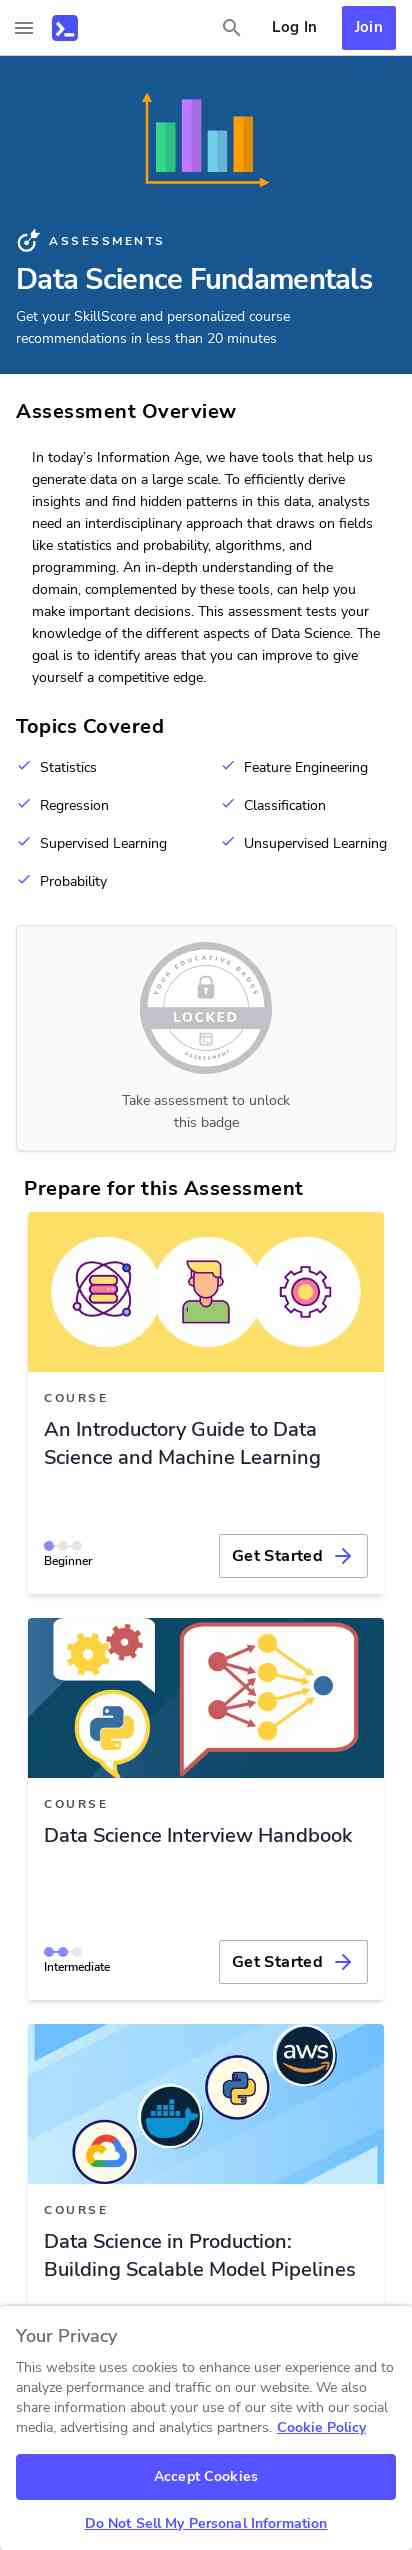 Log In
Join
ASSESSMENTS
Data Science Fundamentals
Get your SkillScore and personalized course
recommendations in less than 20 minutes
Assessment Overview
In today's Information Age, we have tools that help us
generate data on a large scale. To efficiently derive
insights and find hidden patterns in this data, analysts
need an interdisciplinary approach that draws on fields
like statistics and probability, algorithms, and
programming. An in-depth understanding of the
domain, complemented by these tools, can help you
make important decisions. This assessment tests your
knowledge of the different aspects of Data Science. The
goal is to identify areas that you can improve to give
yourself a competitive edge.
Topics Covered
Statistics
Feature Engineering
Regression
Classification
Supervised Learning
Unsupervised Learning
Probability
YOUR EDUCATIVE BADGE
LOCKED
ASSESSMENT
Take assessment to unlock
this badge
Prepare for this Assessment
COURSE
An Introductory Guide to Data
Science and Machine Learning
Beginner
Get Started
COURSE
Data Science Interview Handbook
Intermediate
Get Started
aws
COURSE
Data Science in Production:
Building Scalable Model Pipelines
Your Privacy
This website uses cookies to enhance user experience and to
analyze performance and traffic on our website. We also
share information about your use of our site with our social
media, advertising and analytics partners. Cookie Policy
Accept Cookies
Do Not Sell My Personal Information